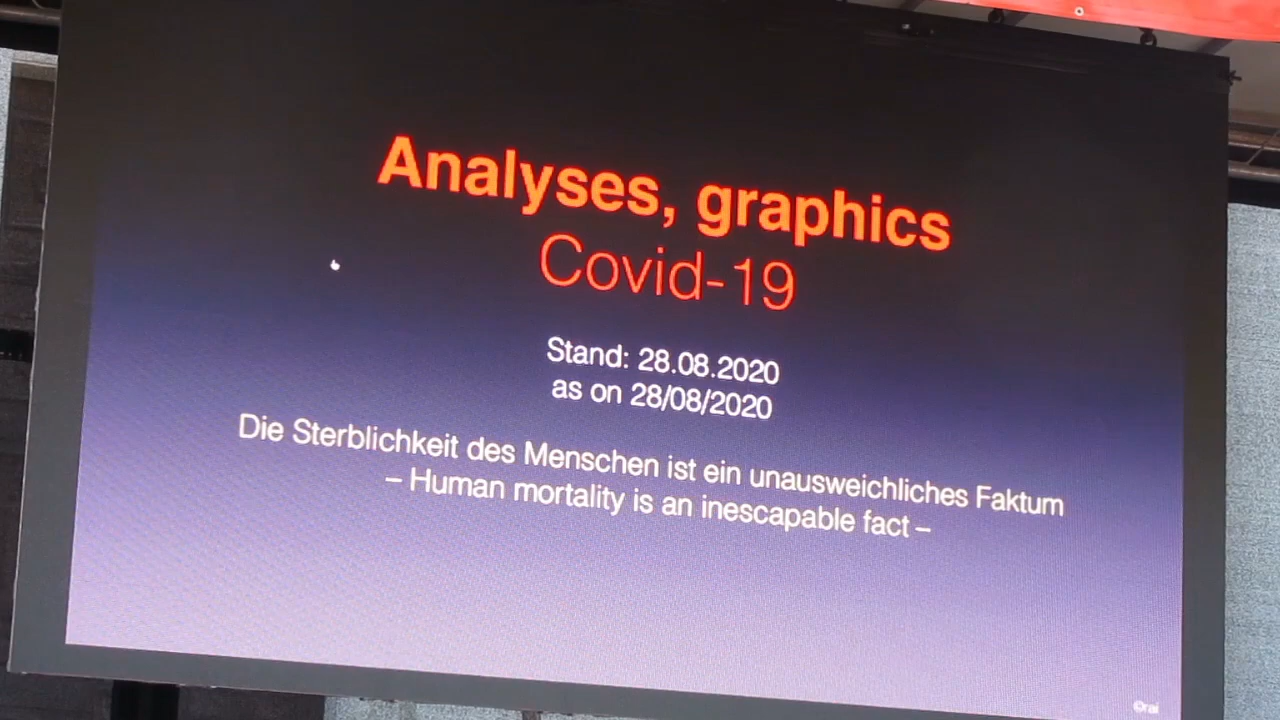 Analyses, graphics
Covid-19
Stand: 28.08.2020
as on 28/08/2020
Die Sterblichkeit des Menschen ist ein unausweichliches Faktum
– Human mortality is an inescapable fact –
©rai